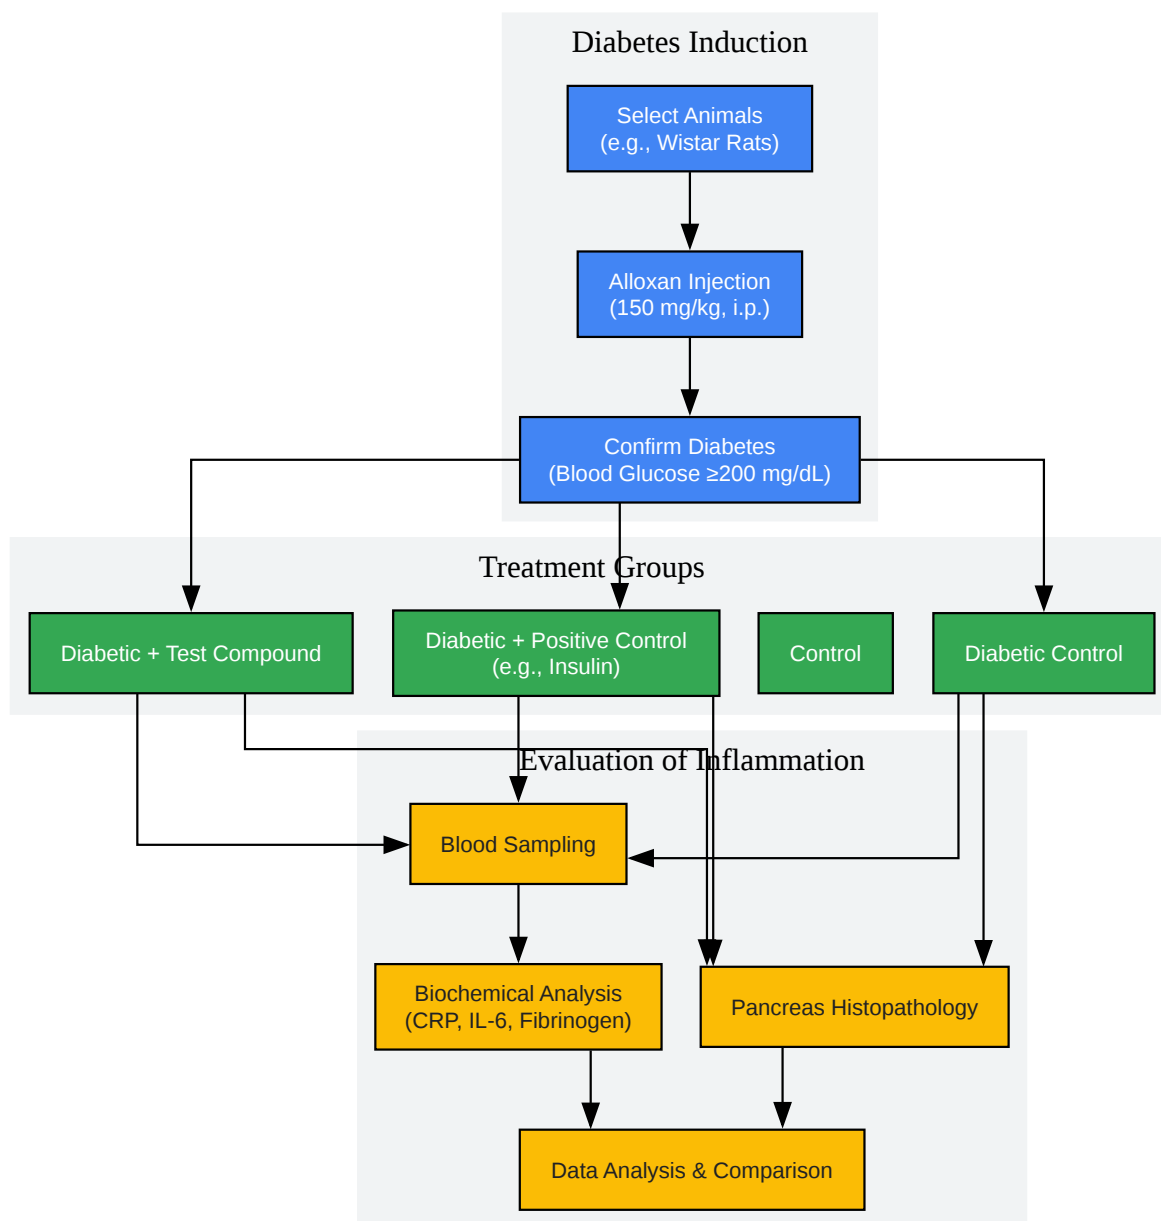 Diabetes Induction
Select Animals
(e.g., Wistar Rats)
Alloxan Injection
(150 mg/kg, i.p.)
Confirm Diabetes
(Blood Glucose ≥200 mg/dL)
Treatment Groups
Diabetic + Test Compound
Diabetic + Positive Control
(e.g., Insulin)
Control
Diabetic Control
Evaluation of Inflammation
Blood Sampling
Biochemical Analysis
(CRP, IL-6, Fibrinogen)
Pancreas Histopathology
Data Analysis & Comparison